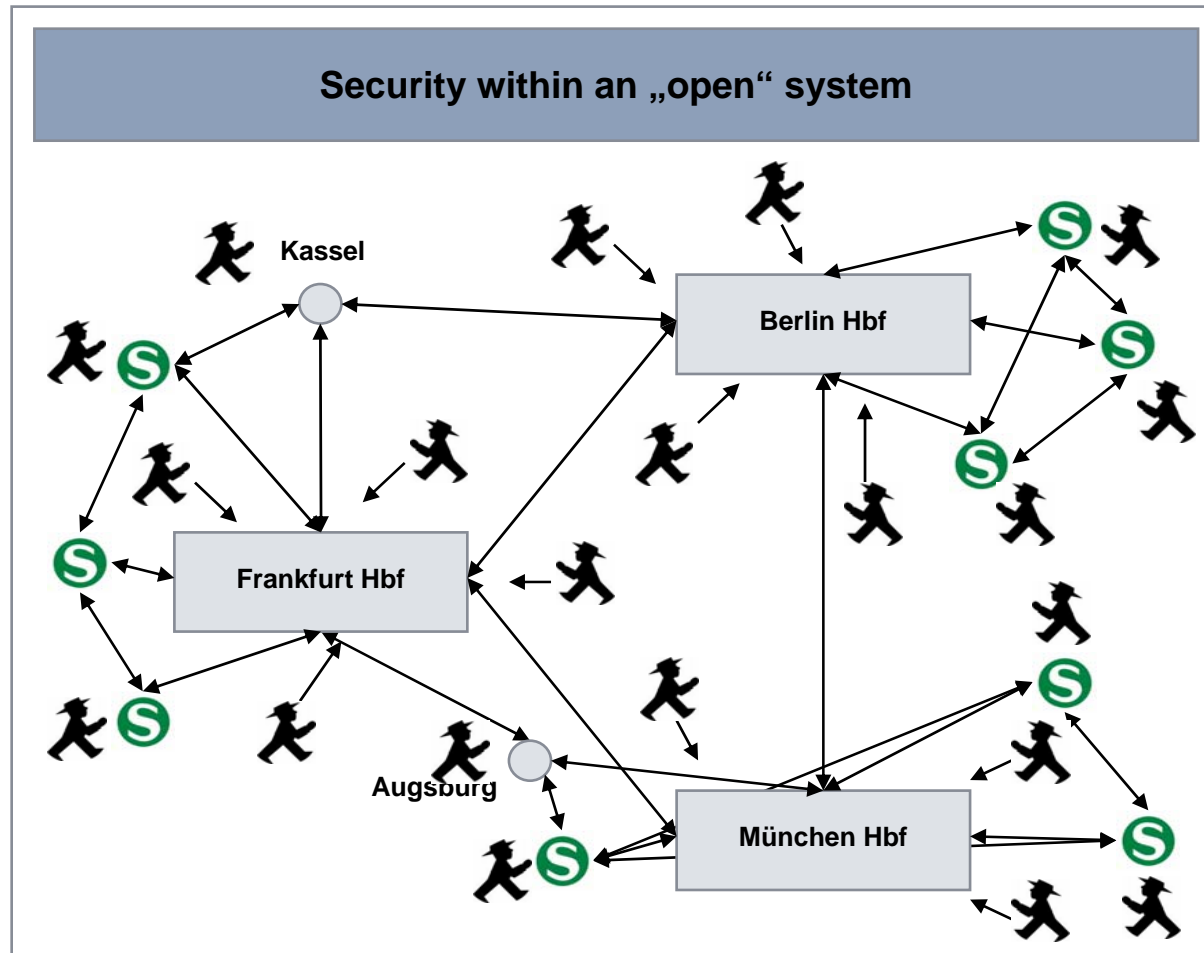 Security within an „open“ system
Kassel
Berlin Hbf
S
S
S
S
Frankfurt Hbf
S
S
S
Augsburg
München Hbf
S
S